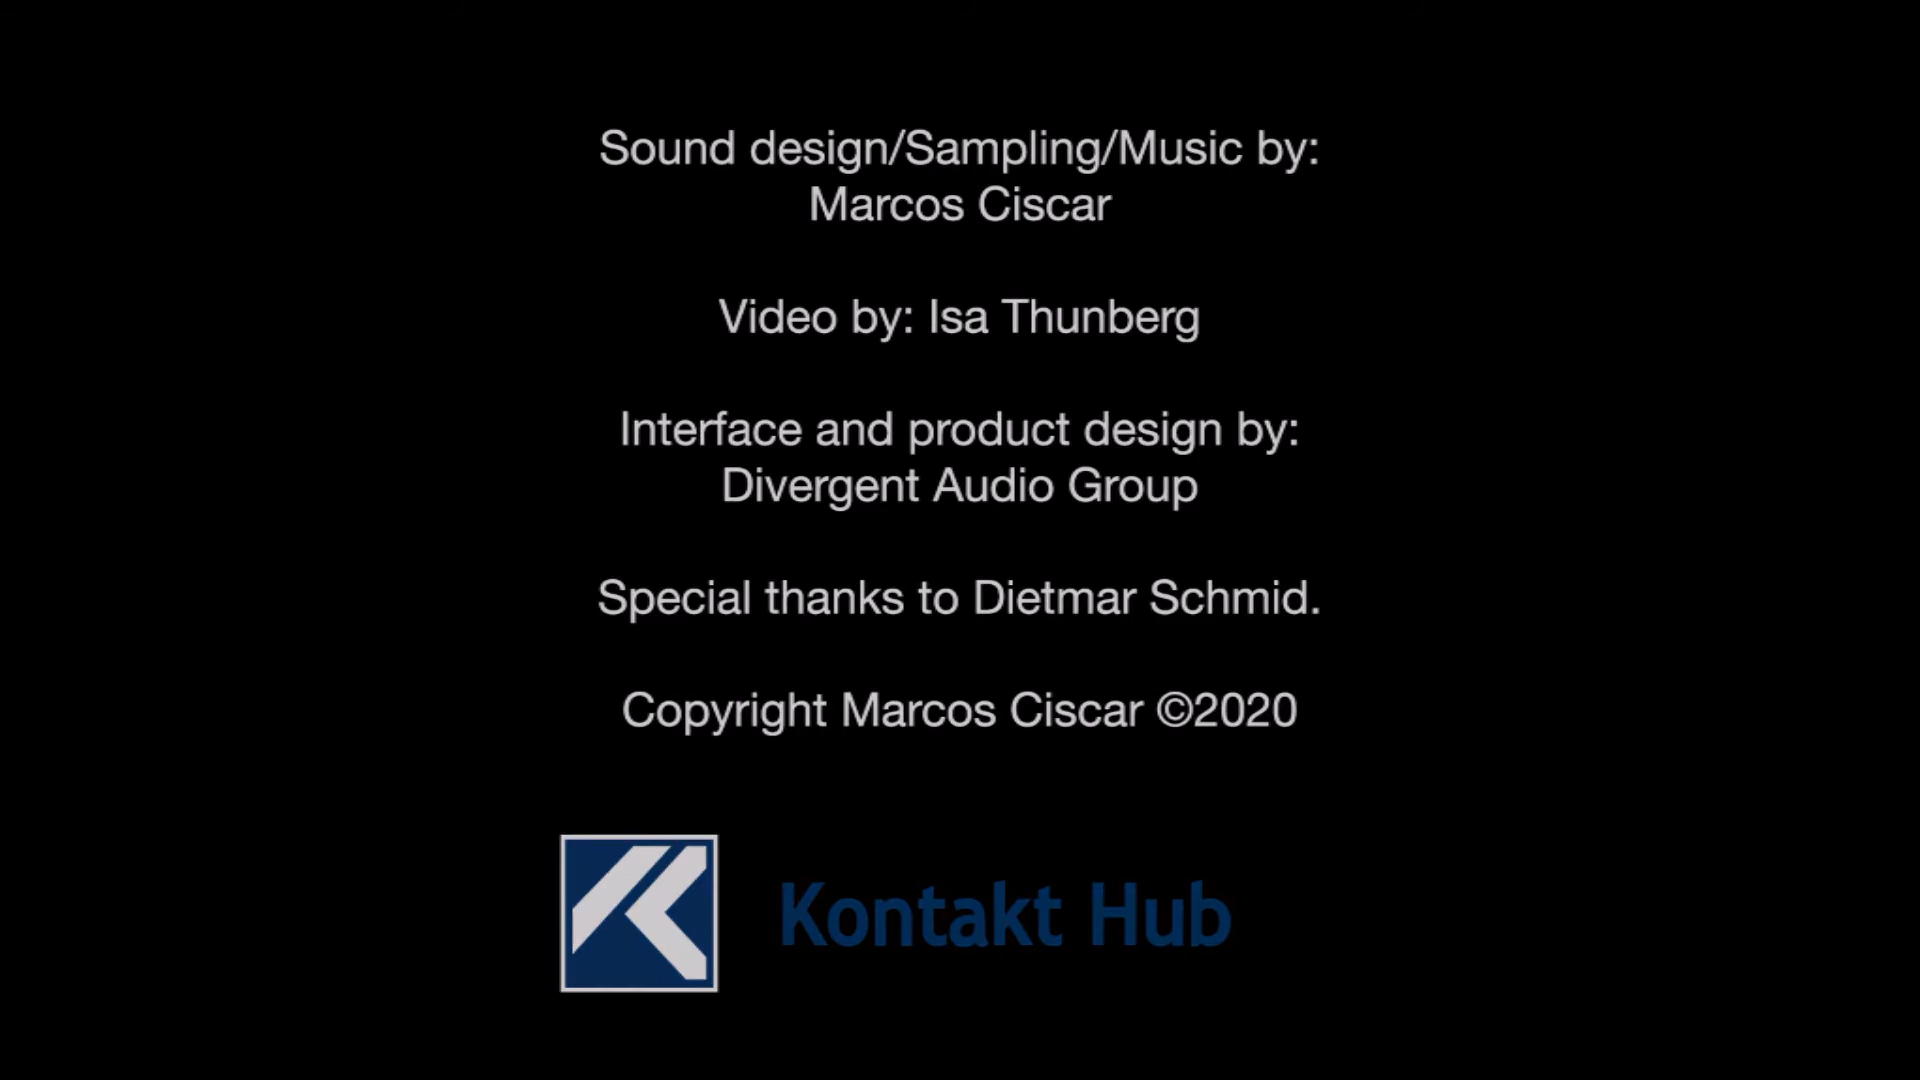 Sound design/Sampling/Music by:
Marcos Ciscar
Video by: Isa Thunberg
Interface and product design by:
Divergent Audio Group
Special thanks to Dietmar Schmid.
Copyright Marcos Ciscar ©2020
Kontakt Hub